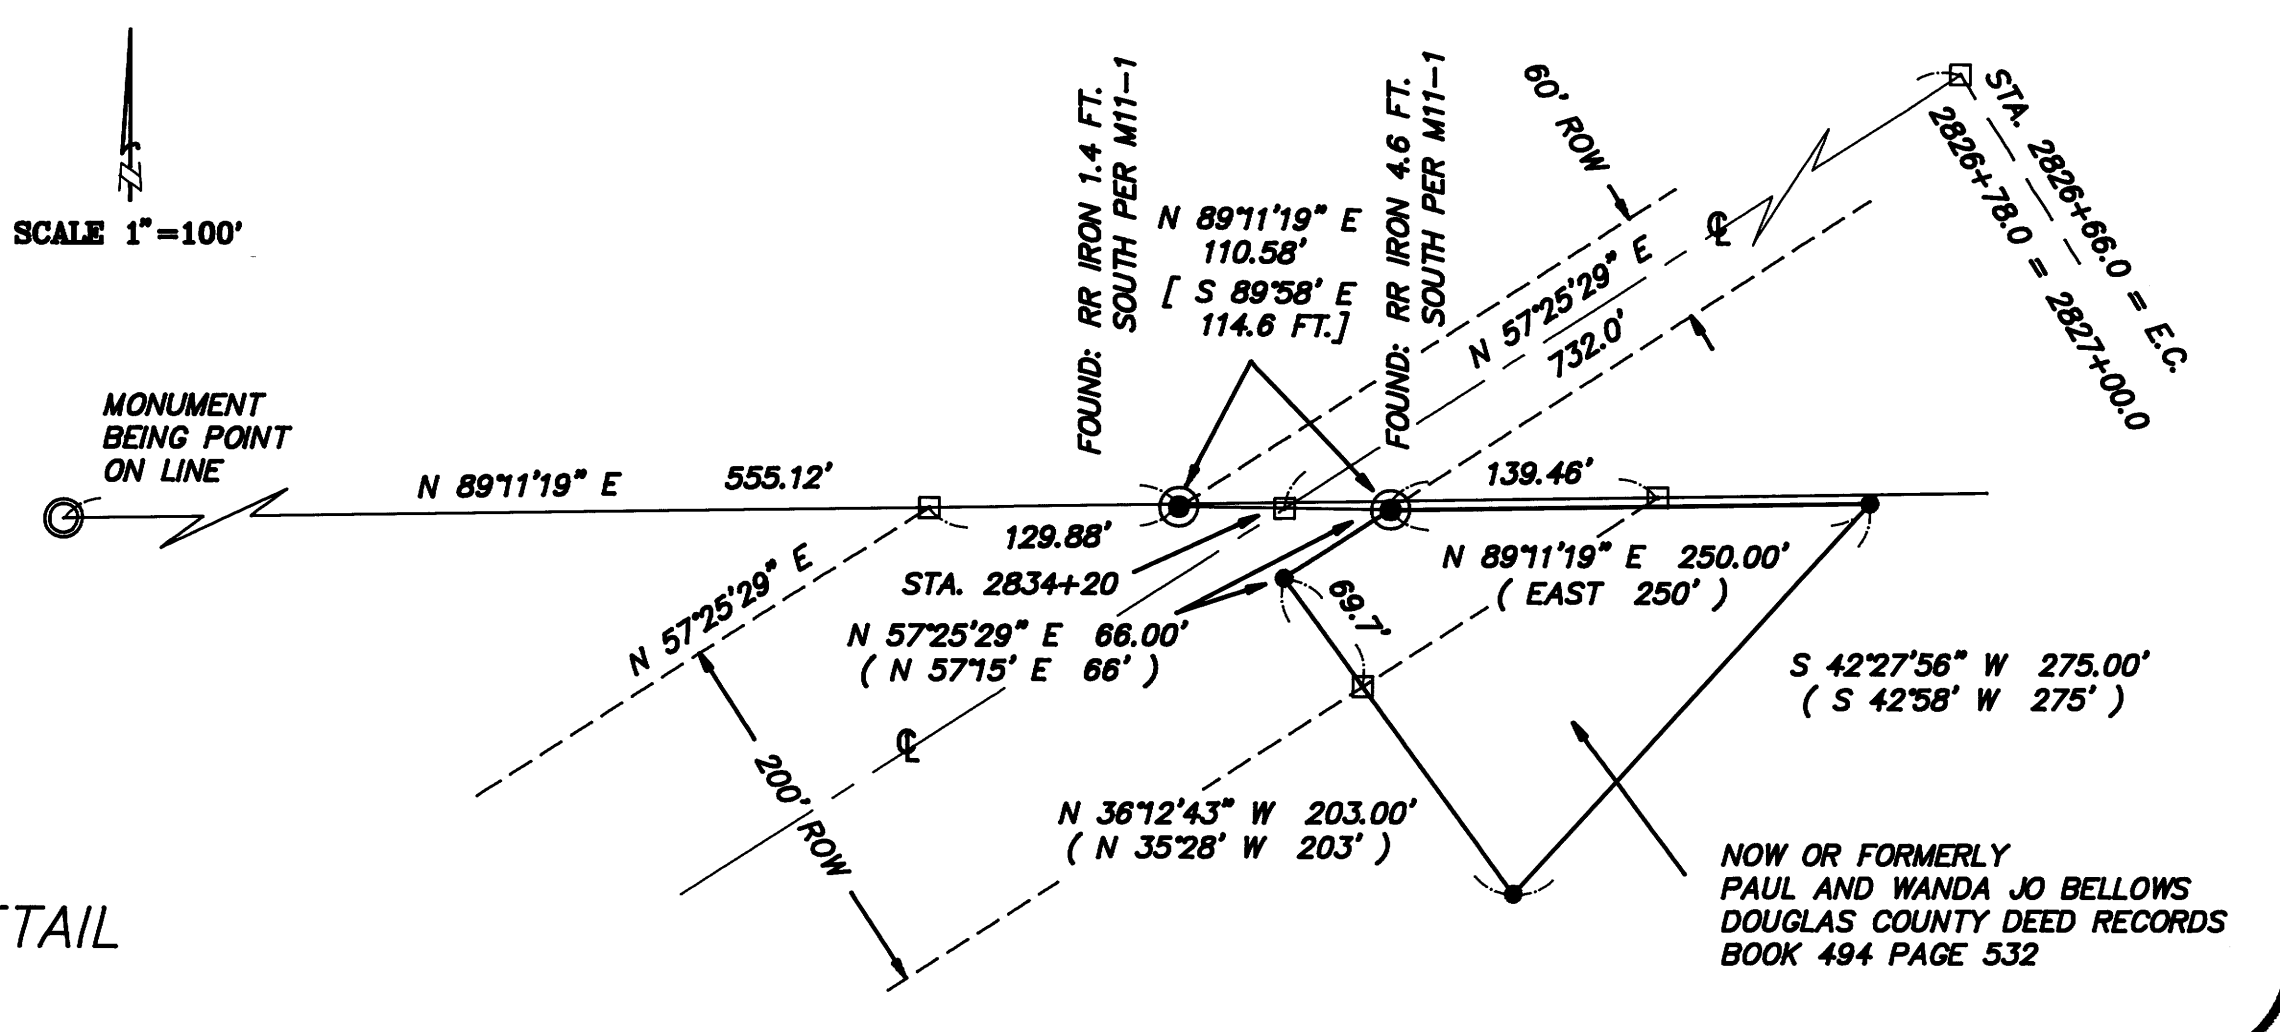 SCALE 1"=100'
MONUMENT
BEING POINT
ON LINE
N 89°11'19" E 555.12'
FOUND: RR IRON 1.4 FT.
SOUTH PER M11-1
N 89°11'19" E
110.58'
[ S 89°58' E
114.6 FT.]
FOUND: RR IRON 4.6 FT.
SOUTH PER M11-1
60' ROW
N 57°25'29" E
732.0'
℄
STA. 2826+66.0 = E.C.
2826+78.0 = 2827+00.0
139.46'
129.88'
STA. 2834+20
N 57°25'29" E
N 57°25'29" E 66.00'
( N 57°15' E 66' )
69.7'
N 89°11'19" E 250.00'
( EAST 250' )
S 42°27'56" W 275.00'
( S 42°58' W 275' )
℄
200' ROW
N 36°12'43" W 203.00'
( N 35°28' W 203' )
NOW OR FORMERLY
PAUL AND WANDA JO BELLOWS
DOUGLAS COUNTY DEED RECORDS
BOOK 494 PAGE 532
TAIL